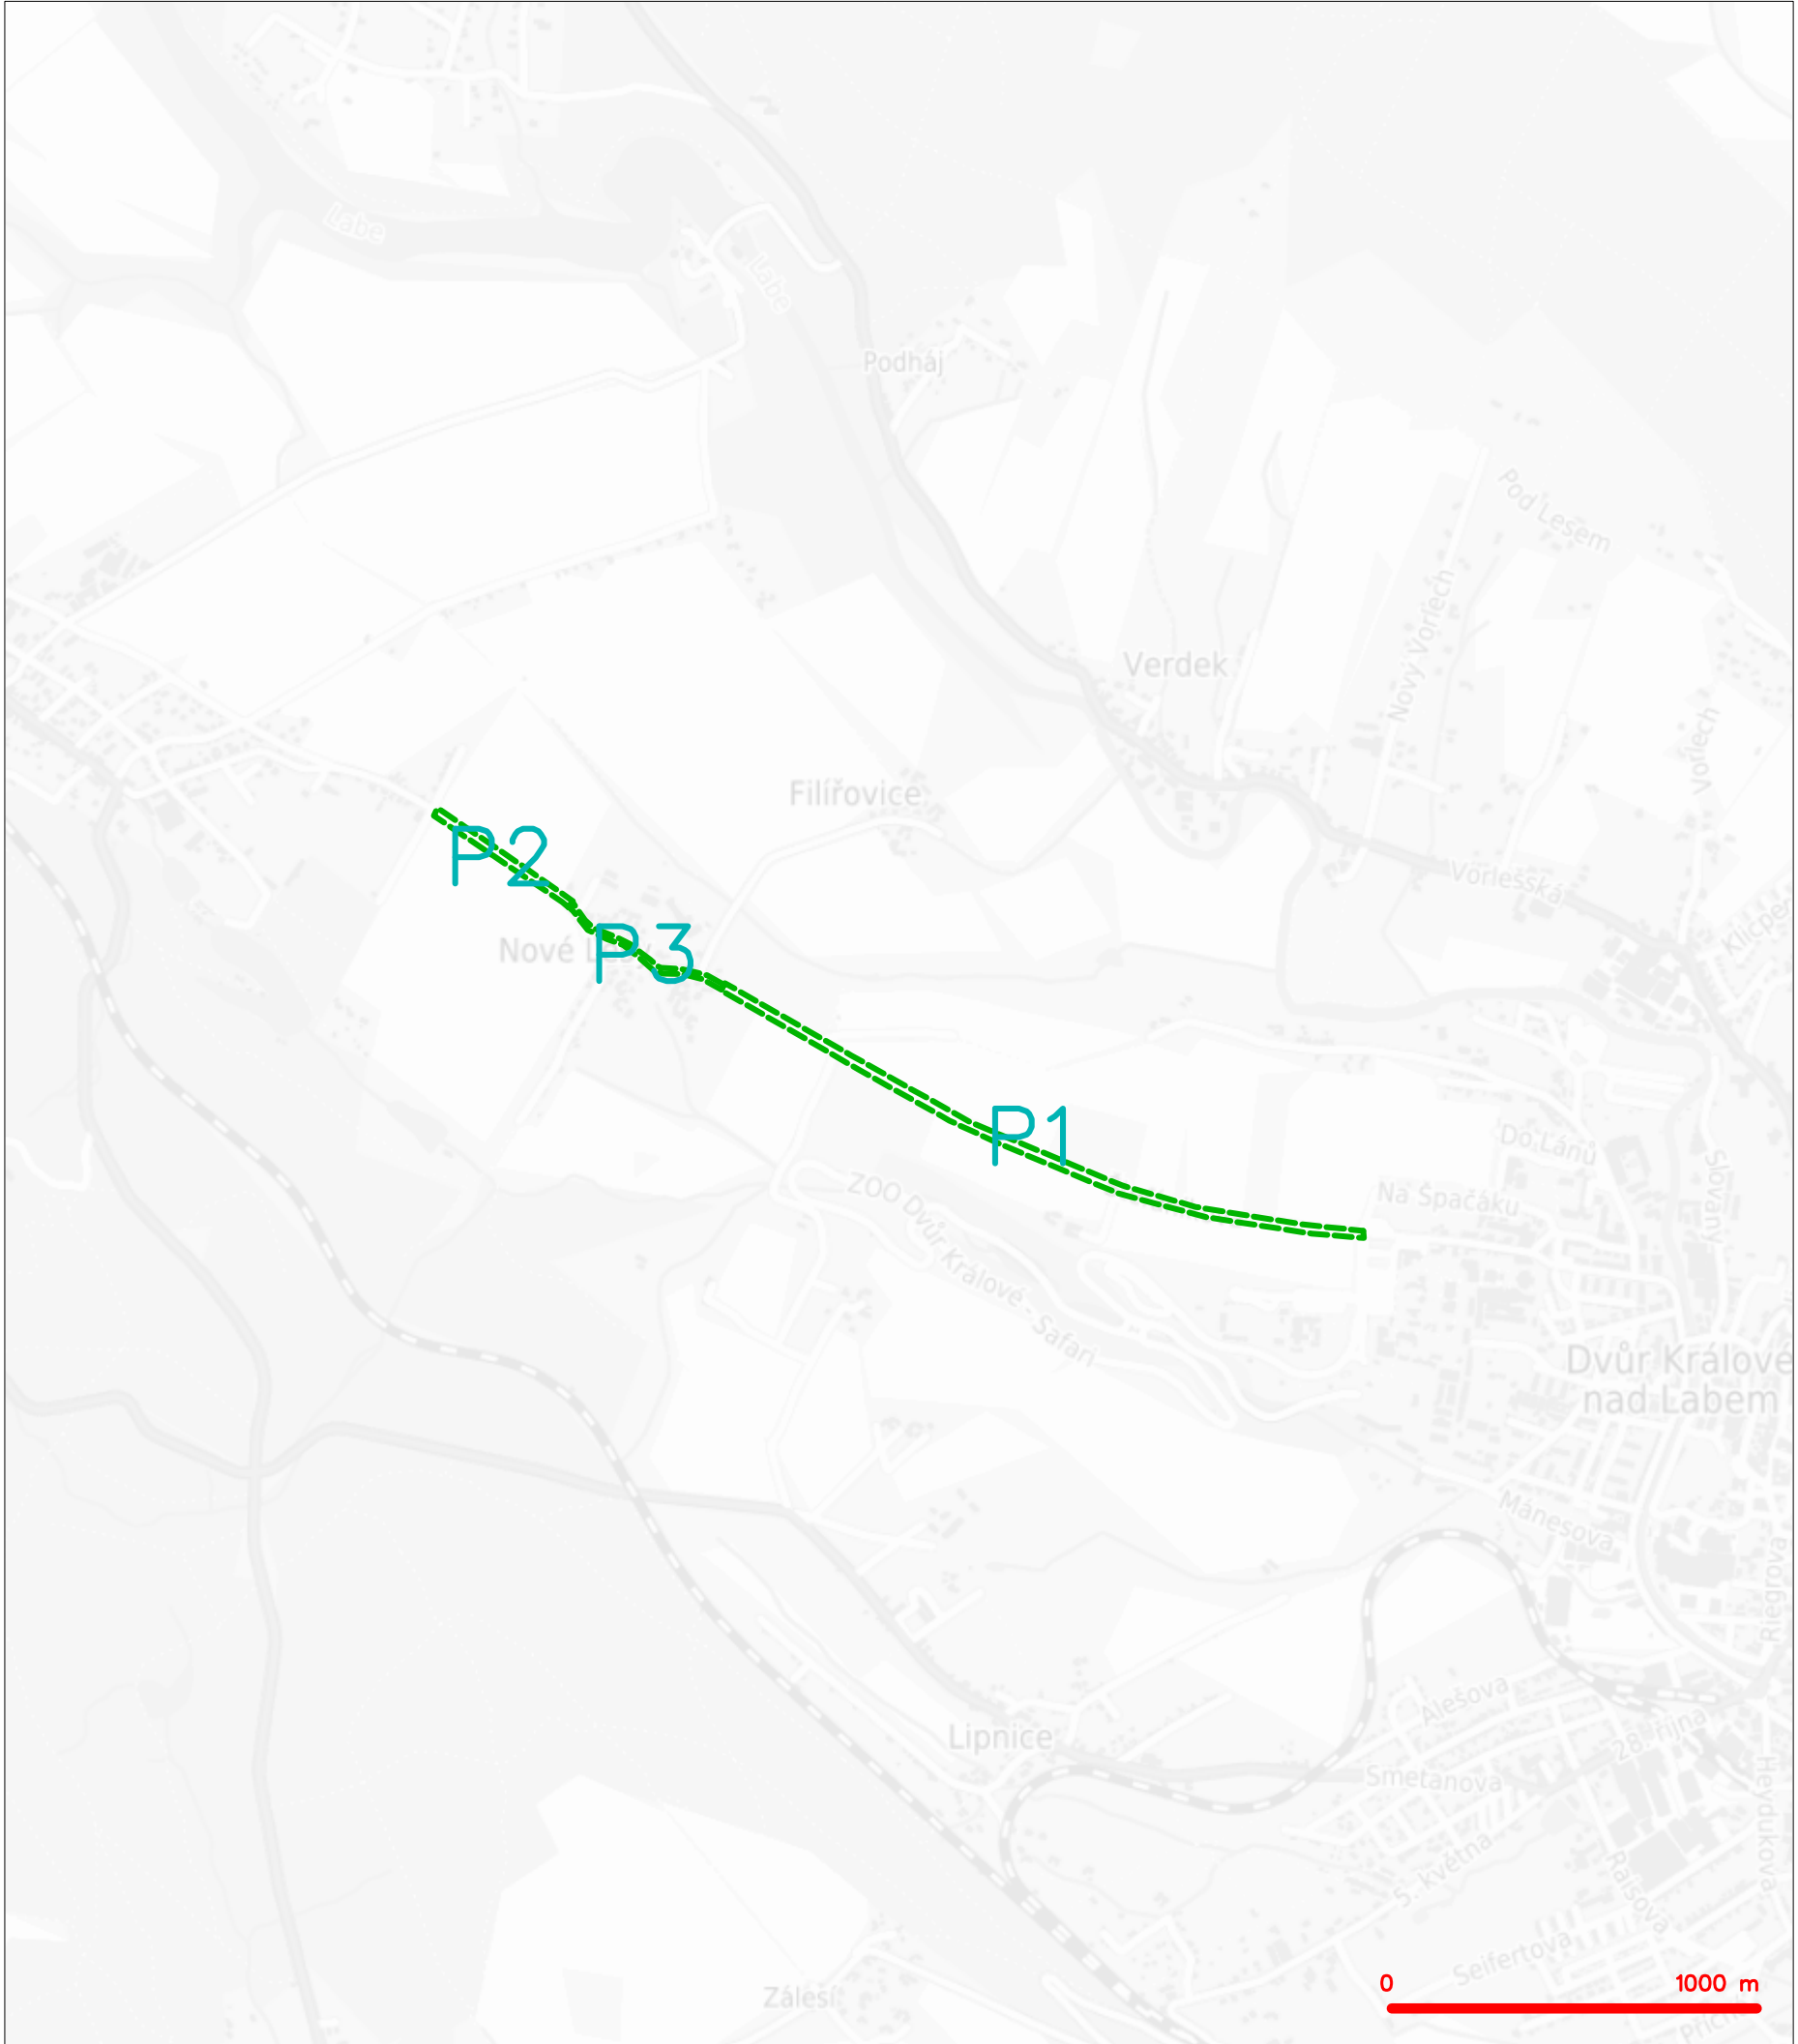 Labe
Labe
Podháj
Pod Lesem
Nový Vorlech
Verdek
Vorlech
Filířovice
P2
Vorlešská
Nové Lesy
P3
P1
'Do Lánů
Na Špačáku
Slovany
ZOO Dvůr Králové - Safari
Dvůr Králové
nad Labem
Mánesova
Riegrova
Alešova
28. října
Lipnice
Smetanova
Heydukova
5. května
Raisova
Seifertova
Zálesí
0 1000 m